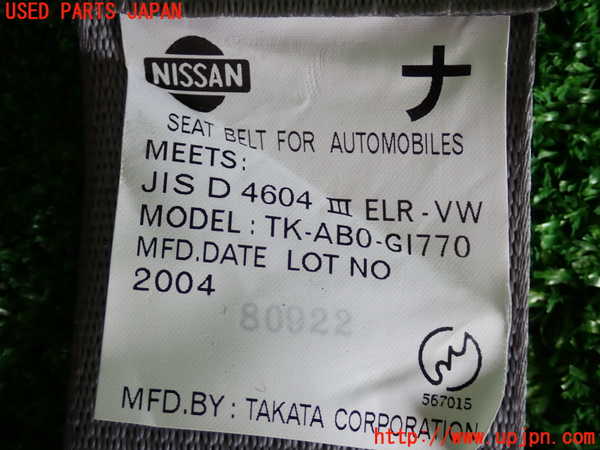 USED PARTS JAPAN
NISSAN
ナ
SEAT BELT FOR AUTOMOBILES
MEETS:
JIS D 4604 Ⅲ ELR-VW
MODEL: TK-AB0-GI770
MFD.DATE LOT NO
2004
80922
567015
MFD.BY: TAKATA CORPORATION
http://www.upjpn.com